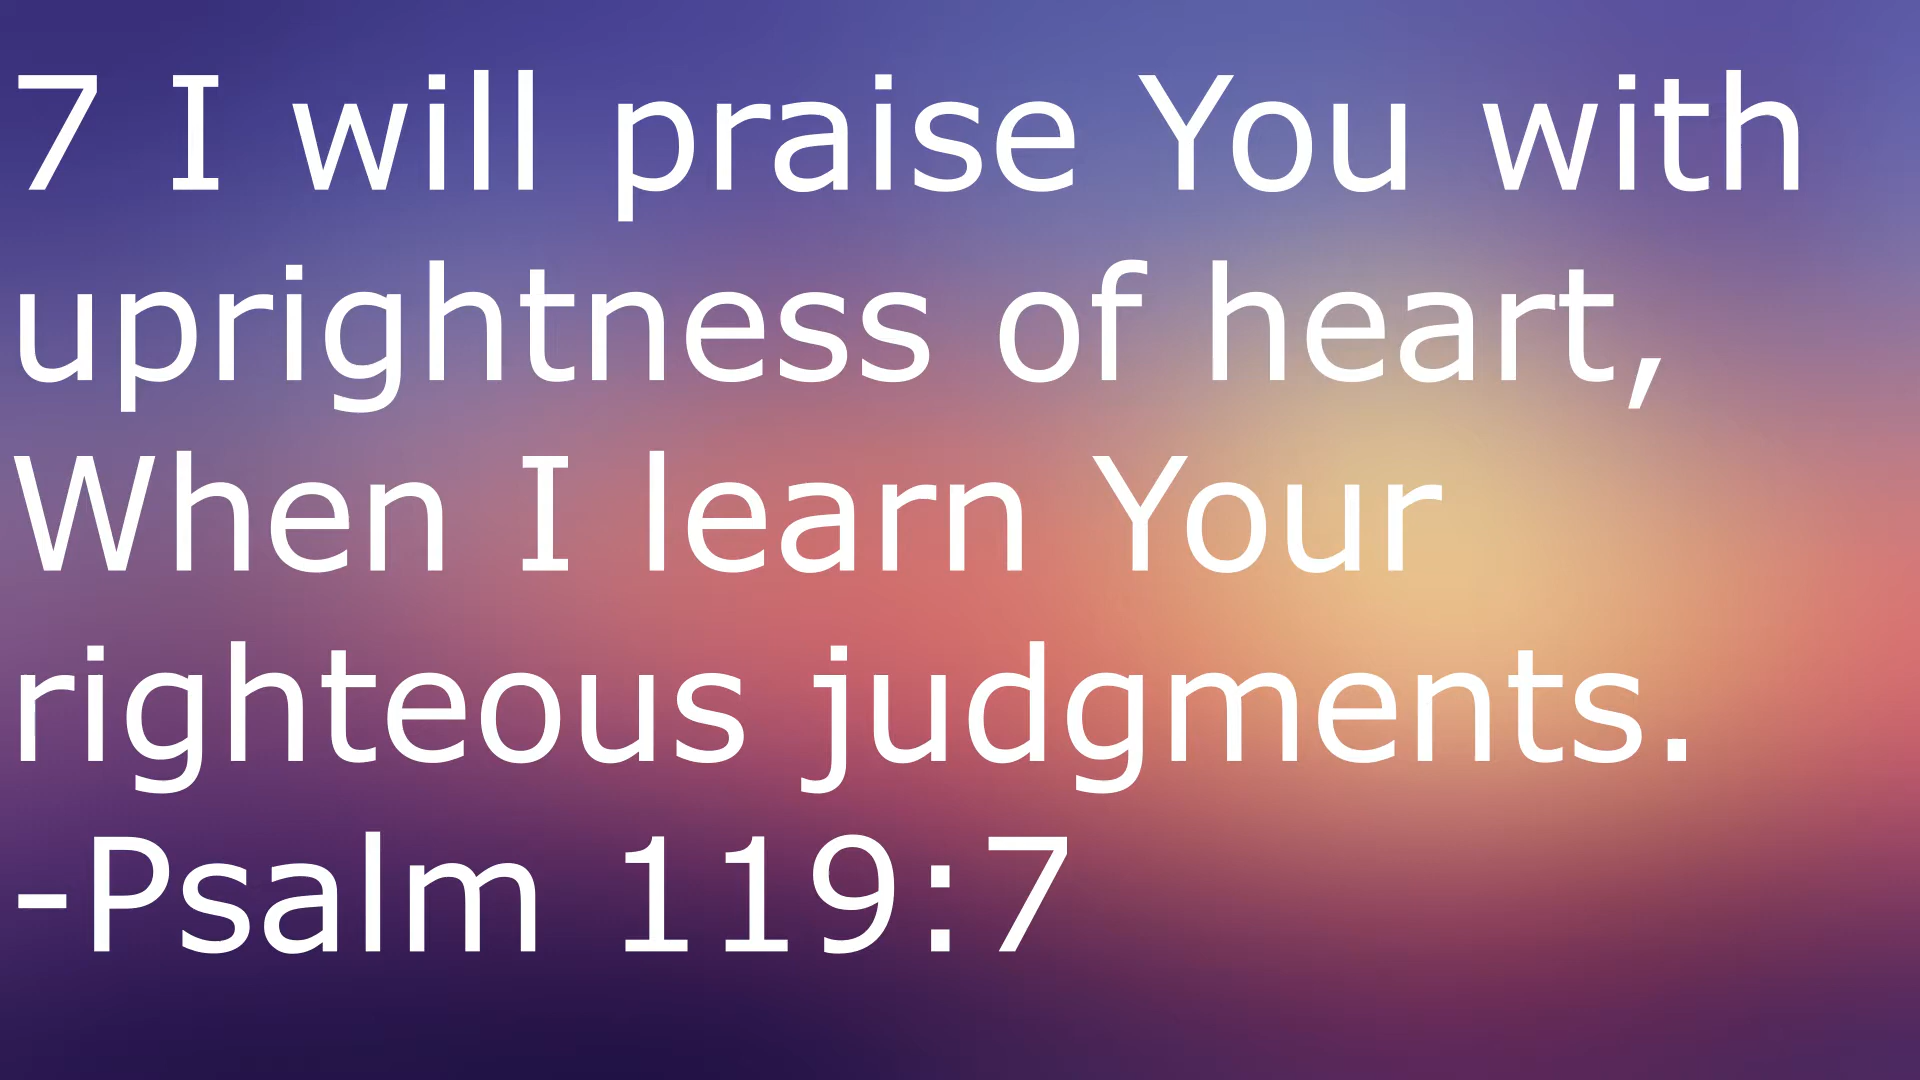 7 I will praise You with
uprightness of heart,
When I learn Your
righteous judgments.
-Psalm 119:7